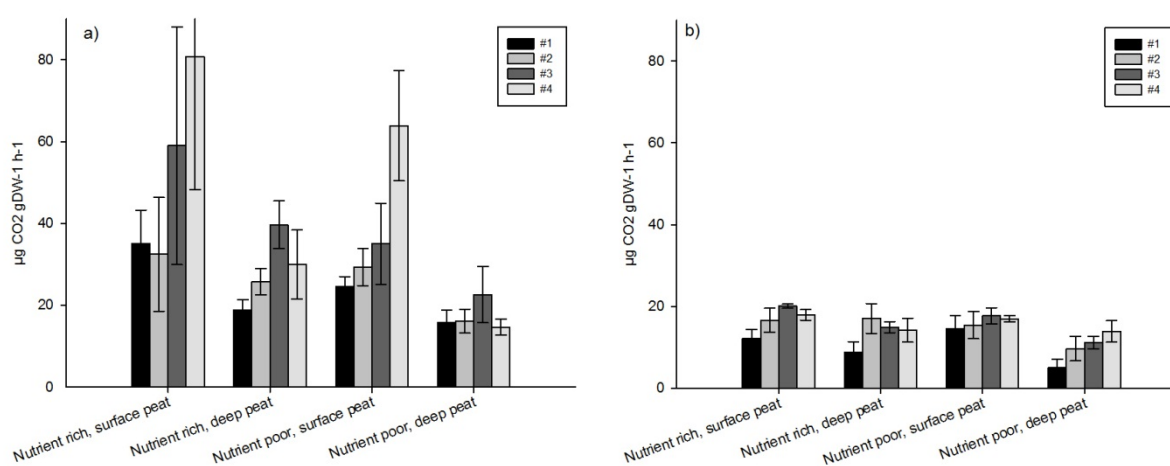 a)
#1
#2
#3
#4
80
60
40
20
0
µg CO2 gDW-1 h-1
Nutrient rich, surface peat
Nutrient rich, deep peat
Nutrient poor, surface peat
Nutrient poor, deep peat
b)
#1
#2
#3
#4
80
60
40
20
0
µg CO2 gDW-1 h-1
Nutrient rich, surface peat
Nutrient rich, deep peat
Nutrient poor, surface peat
Nutrient poor, deep peat